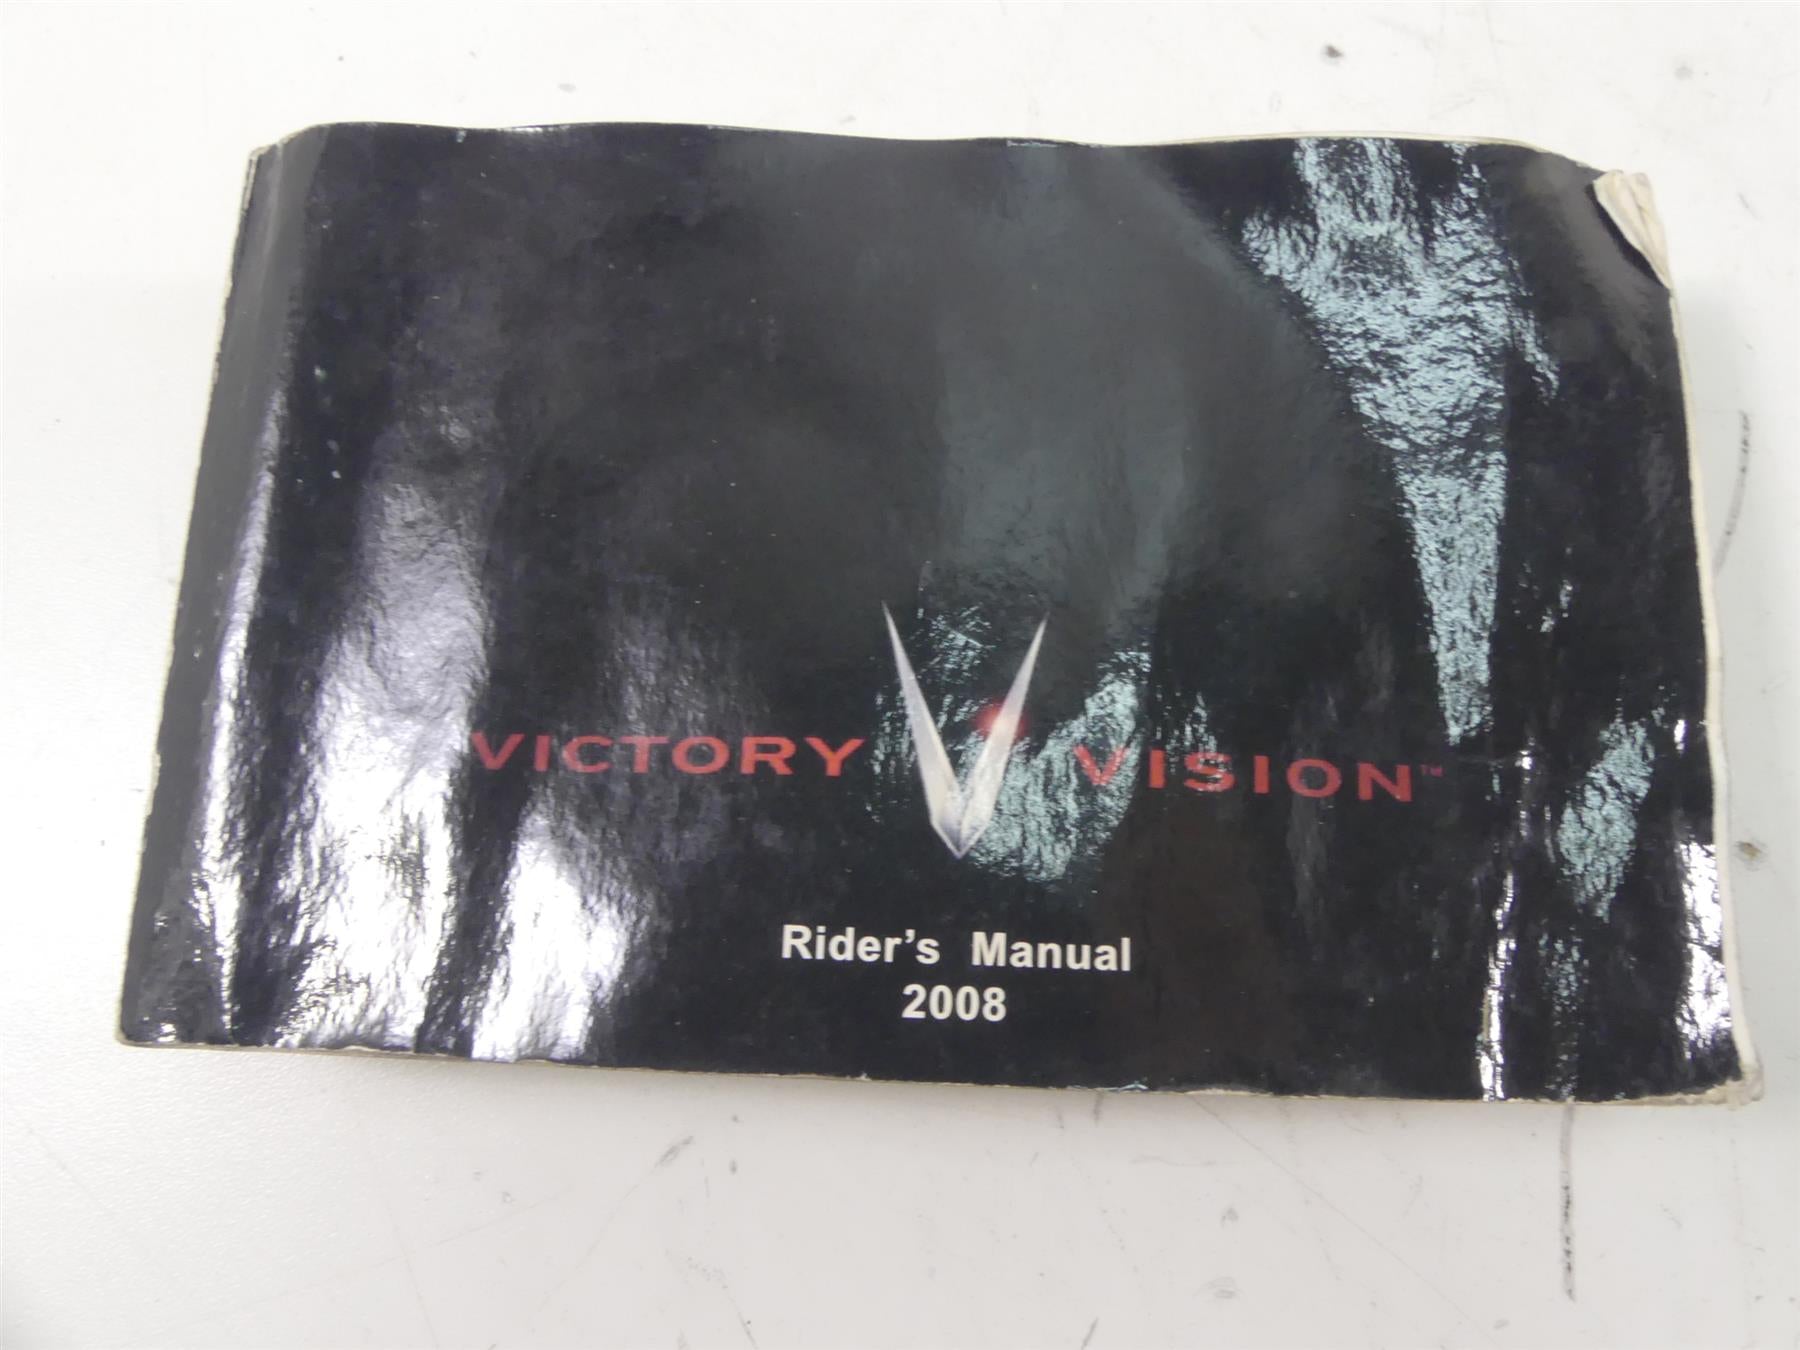 VICTORY VISION™
Rider's Manual
2008